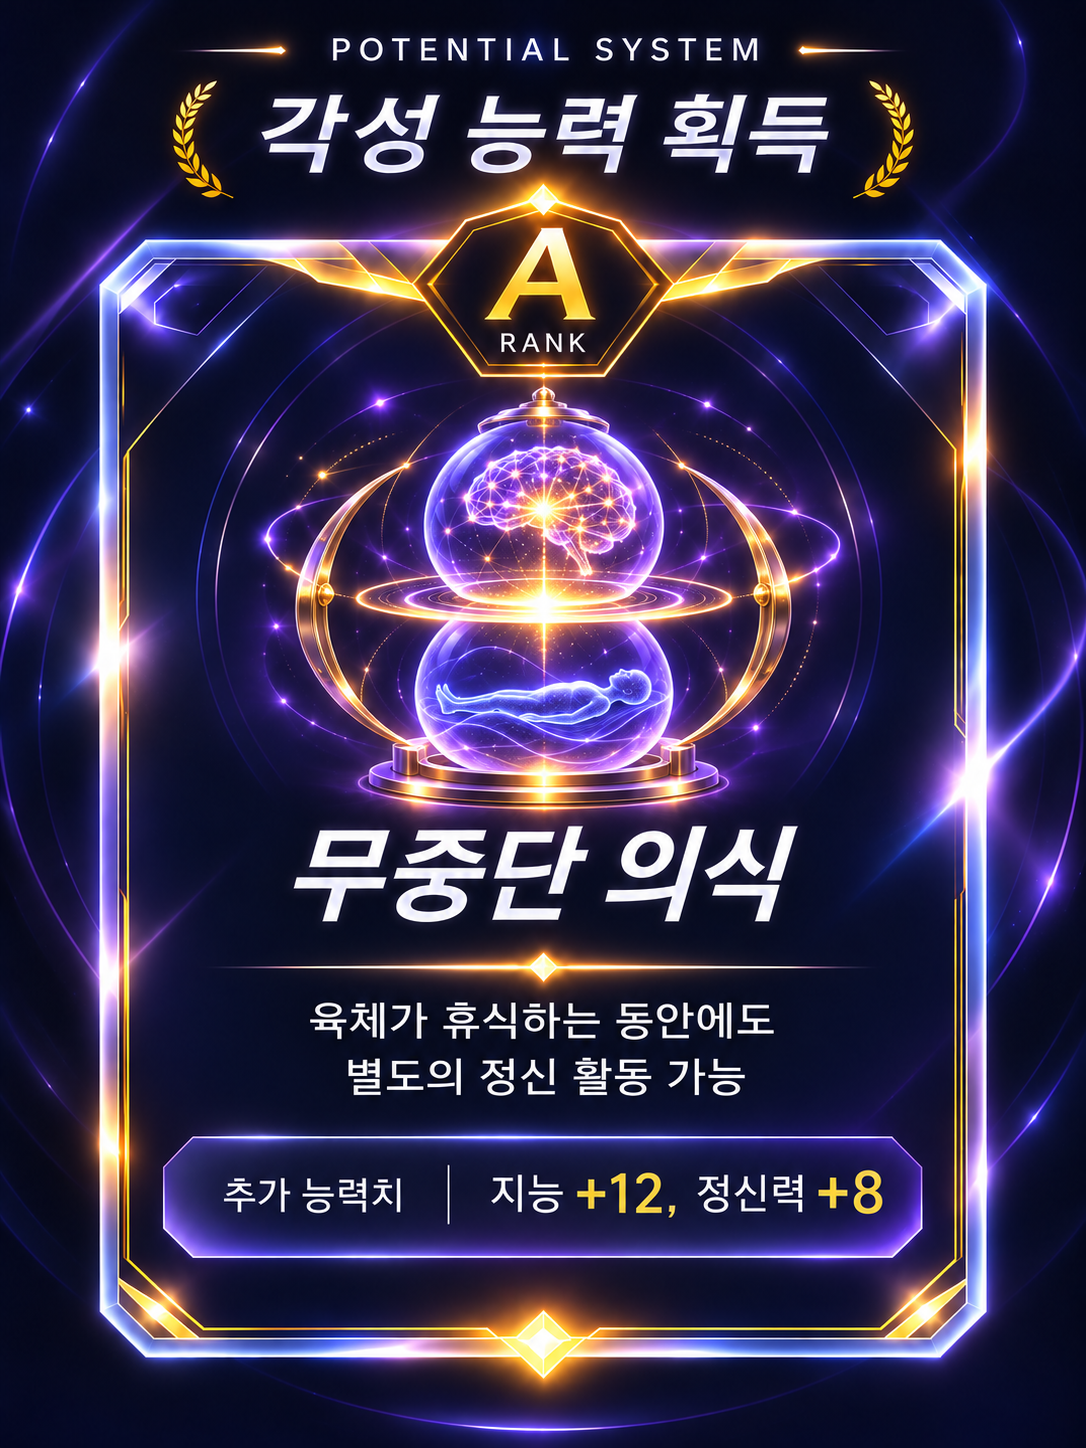 POTENTIAL SYSTEM
각성 능력 획득
A
RANK
무중단 의식
육체가 휴식하는 동안에도
별도의 정신 활동 가능
추가 능력치 지능 +12, 정신력 +8